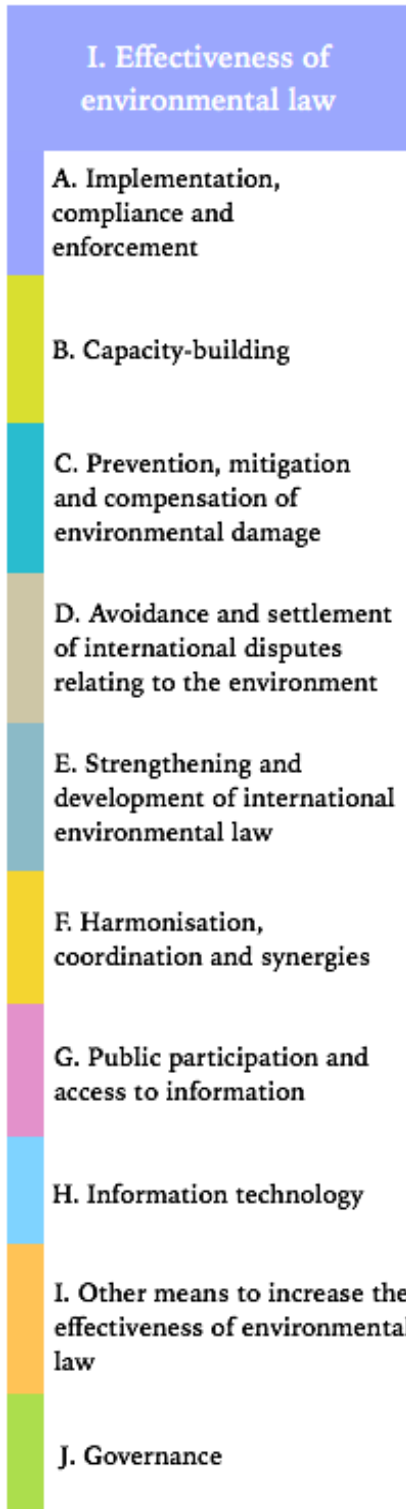 I. Effectiveness of
environmental law
A. Implementation,
compliance and
enforcement
B. Capacity-building
C. Prevention, mitigation
and compensation of
environmental damage
D. Avoidance and settlement
of international disputes
relating to the environment
E. Strengthening and
development of international
environmental law
F. Harmonisation,
coordination and synergies
G. Public participation and
access to information
H. Information technology
I. Other means to increase the
effectiveness of environmental
law
J. Governance